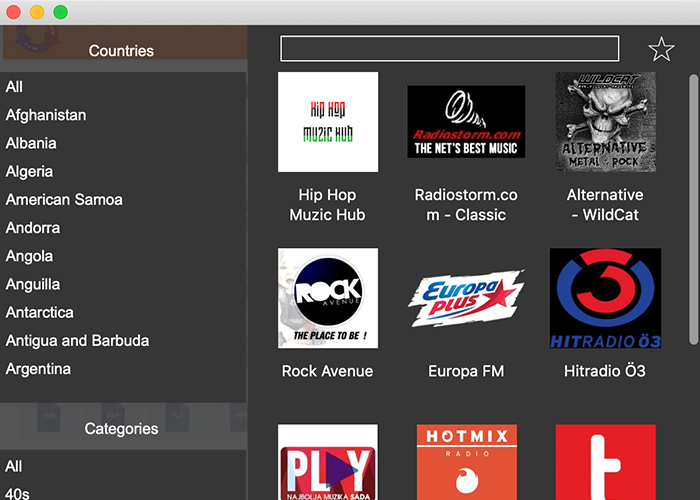 Countries
All
Afghanistan
Albania
Algeria
American Samoa
Andorra
Angola
Anguilla
Antarctica
Antigua and Barbuda
Argentina
Categories
All
40s
HIP HOP
MUZIC HUB
Hip Hop
Muzic Hub
Radiostorm.com
THE NET'S BEST MUSIC
Radiostorm.co
m - Classic
WILDCAT
ALTERNATIVE
METAL & ROCK
Alternative
- WildCat
ROCK
AVENUE
THE PLACE TO BE !
Rock Avenue
Europa
Plus
Europa FM
3
HITRADIO Ö3
Hitradio Ö3
PLAY
NAJBOLJA MUZIKA SADA
HOTMIX
RADIO
t